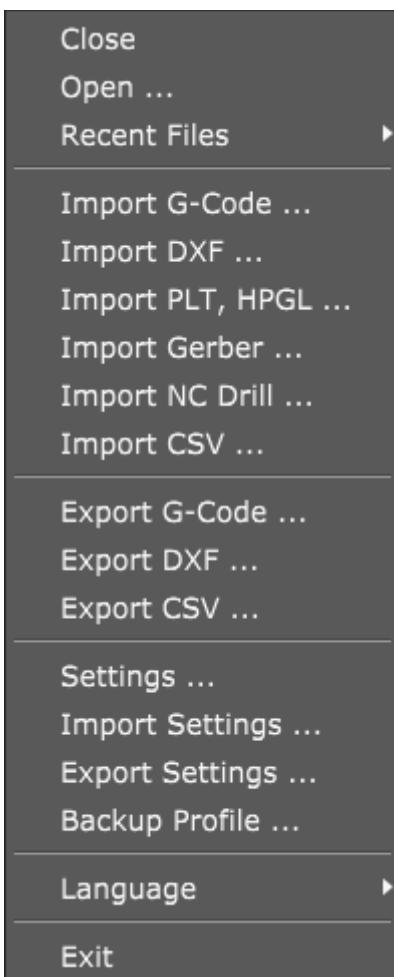 Close
Open ...
Recent Files
Import G-Code ...
Import DXF ...
Import PLT, HPGL ...
Import Gerber ...
Import NC Drill ...
Import CSV ...
Export G-Code ...
Export DXF ...
Export CSV ...
Settings ...
Import Settings ...
Export Settings ...
Backup Profile ...
Language
Exit